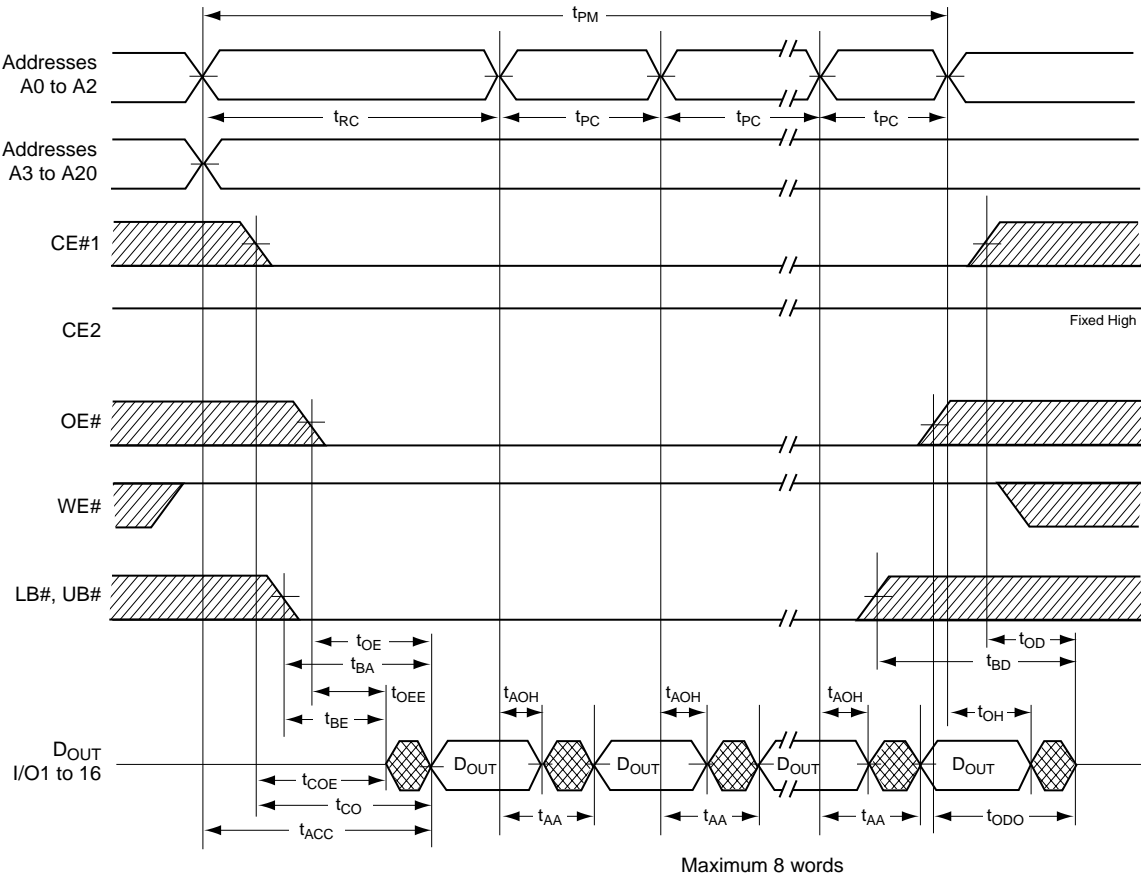 tPM
Addresses
A0 to A2
tRC tPC tPC tPC
Addresses
A3 to A20
CE#1
CE2
Fixed High
OE#
WE#
LB#, UB#
tOE tOD
tBA tBD
tOEE tAOH tAOH tAOH
tBE tOH
DOUT
I/O1 to 16
DOUT DOUT DOUT DOUT
tCOE
tCO
tAA tAA tAA tODO
tACC
Maximum 8 words